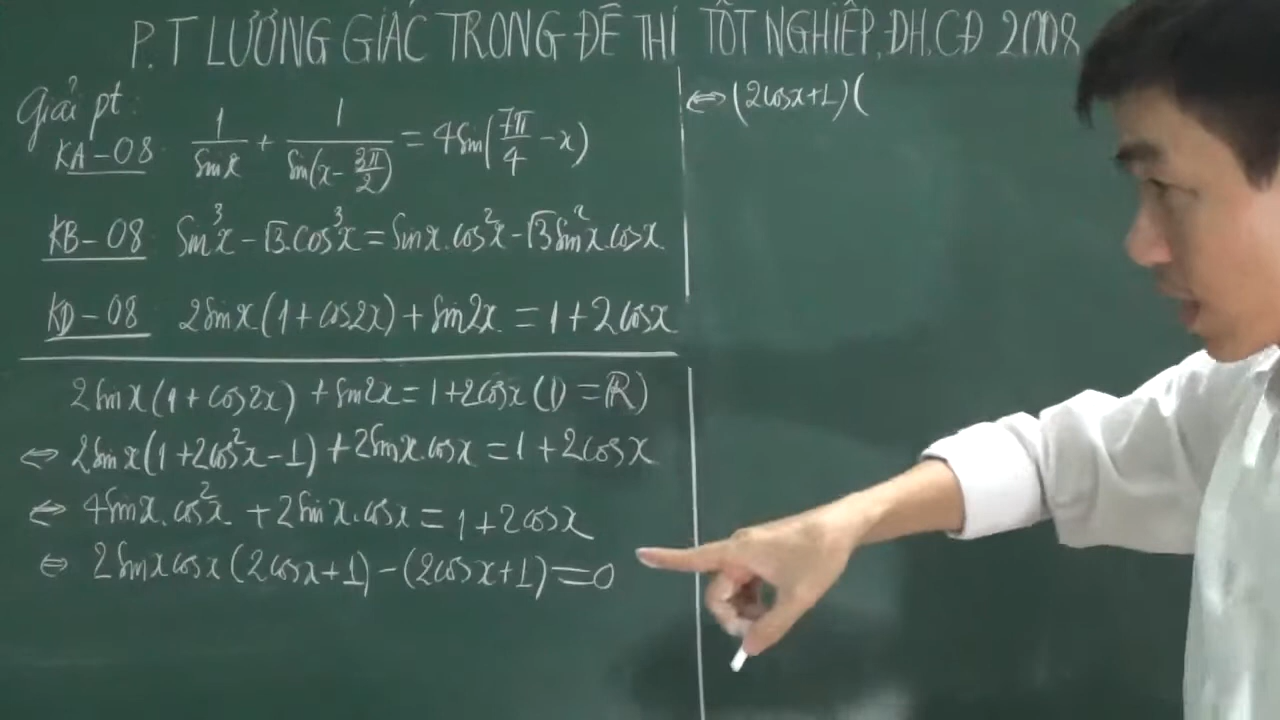 P.T LƯỢNG GIÁC TRONG ĐỀ THI TỐT NGHIỆP, ĐH, CĐ 2008
Giải pt:
KA-08 1/sinx + 1/sin(x - 3π/2) = 4sin(7π/4 - x)
KB-08 sin³x - √3.cos³x = sinx.cos²x - √3sin²x.cosx
KD-08 2sinx(1+cos2x) + sin2x = 1+2cosx
2sinx(1+cos2x) + sin2x = 1+2cosx (D = R)
⇔ 2sinx(1+2cos²x-1) + 2sinx.cosx = 1+2cosx
⇔ 4sinx.cos²x + 2sinx.cosx = 1+2cosx
⇔ 2sinxcosx(2cosx+1) - (2cosx+1) = 0
⇔ (2cosx+1)(